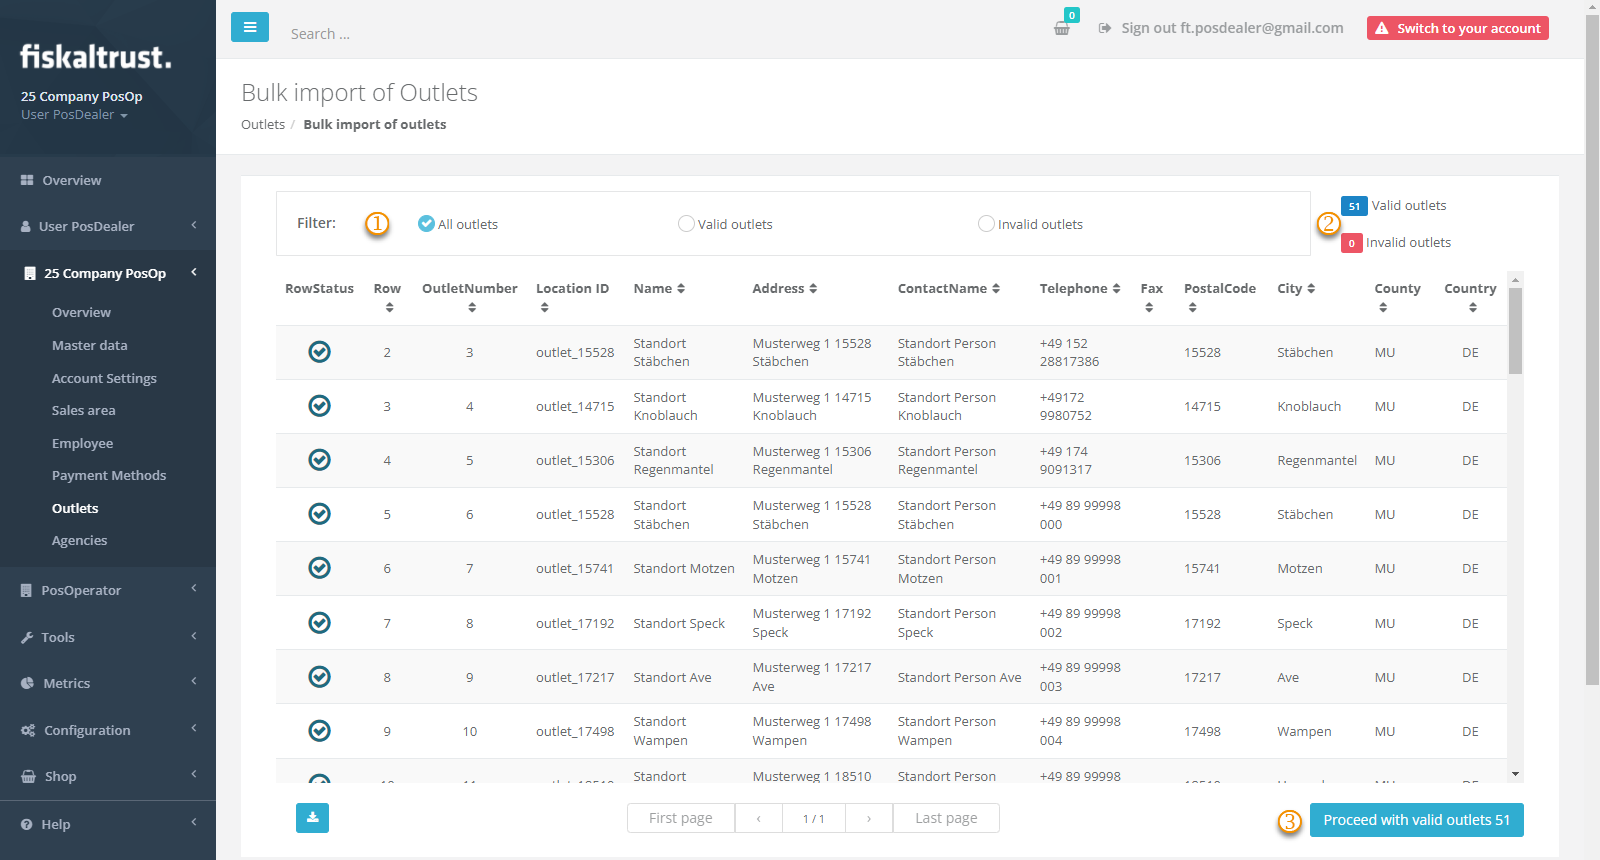 fiskaltrust.
25 Company PosOp
User PosDealer
Overview
User PosDealer
25 Company PosOp
Overview
Master data
Account Settings
Sales area
Employee
Payment Methods
Outlets
Agencies
PosOperator
Tools
Metrics
Configuration
Shop
Help
Search ...
0
Sign out ft.posdealer@gmail.com
Switch to your account
Bulk import of Outlets
Outlets / Bulk import of outlets
Filter: 1 All outlets Valid outlets Invalid outlets
2
51 Valid outlets
0 Invalid outlets
RowStatus Row OutletNumber Location ID Name Address ContactName Telephone Fax PostalCode City County Country
2 3 outlet_15528 Standort Stäbchen Musterweg 1 15528 Stäbchen Standort Person Stäbchen +49 152 28817386 15528 Stäbchen MU DE
3 4 outlet_14715 Standort Knoblauch Musterweg 1 14715 Knoblauch Standort Person Knoblauch +49172 9980752 14715 Knoblauch MU DE
4 5 outlet_15306 Standort Regenmantel Musterweg 1 15306 Regenmantel Standort Person Regenmantel +49 174 9091317 15306 Regenmantel MU DE
5 6 outlet_15528 Standort Stäbchen Musterweg 1 15528 Stäbchen Standort Person Stäbchen +49 89 99998 000 15528 Stäbchen MU DE
6 7 outlet_15741 Standort Motzen Musterweg 1 15741 Motzen Standort Person Motzen +49 89 99998 001 15741 Motzen MU DE
7 8 outlet_17192 Standort Speck Musterweg 1 17192 Speck Standort Person Speck +49 89 99998 002 17192 Speck MU DE
8 9 outlet_17217 Standort Ave Musterweg 1 17217 Ave Standort Person Ave +49 89 99998 003 17217 Ave MU DE
9 10 outlet_17498 Standort Wampen Musterweg 1 17498 Wampen Standort Person Wampen +49 89 99998 004 17498 Wampen MU DE
Standort Musterweg 1 18510 Standort Person +49 89 99998
First page ‹ 1 / 1 › Last page
3 Proceed with valid outlets 51